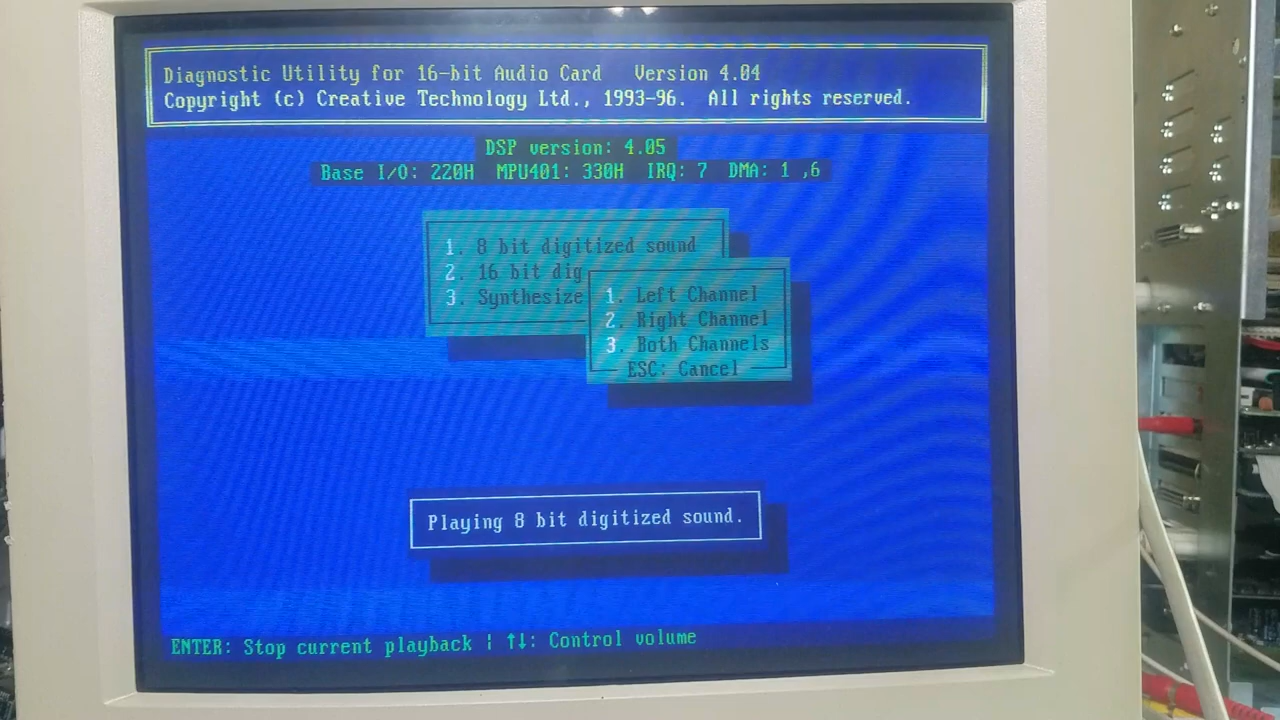 Diagnostic Utility for 16-bit Audio Card Version 4.04
Copyright (c) Creative Technology Ltd., 1993-96. All rights reserved.
DSP version: 4.05
Base I/O: 220H MPU401: 330H IRQ: 7 DMA: 1 ,6
1. 8 bit digitized sound
2. 16 bit dig
3. Synthesize
1. Left Channel
2. Right Channel
3. Both Channels
ESC: Cancel
Playing 8 bit digitized sound.
ENTER: Stop current playback ¦ ↑↓: Control volume